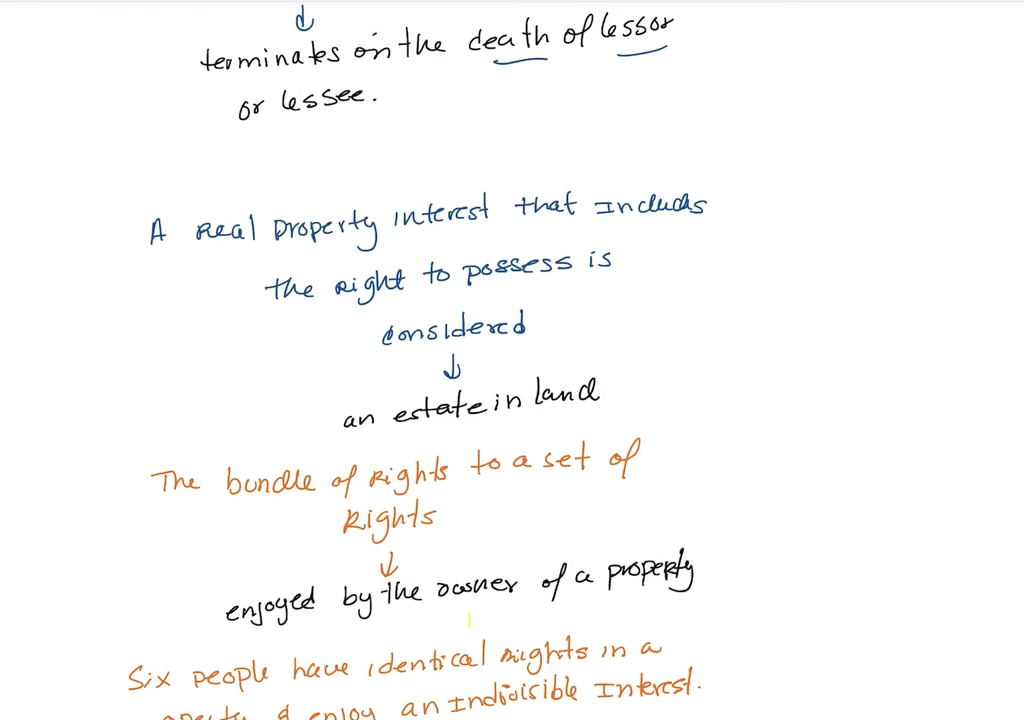 terminates on the death of lessor
or lessee.
A Real Property interest that Includes
the right to possess is
considered
an estate in land
The bundle of Rights to a set of
Rights
enjoyed by the owner of a property
Six people have identical rights in a
& enjoy an Indivisible Interest.